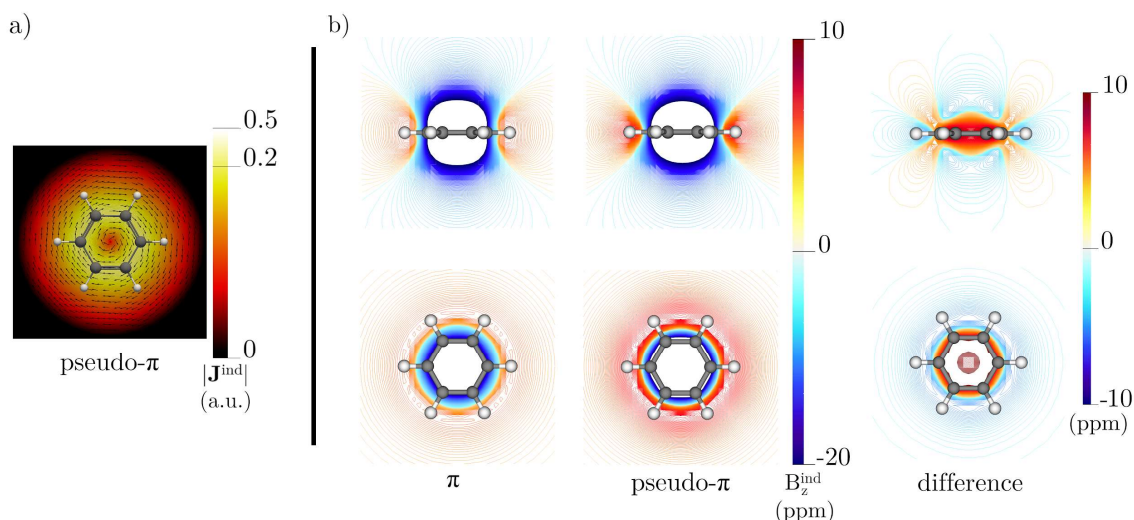 a)
0.5
0.2
0
|J^ind|
(a.u.)
pseudo-π
b)
10
0
-20
B_z^ind
(ppm)
10
0
-10
(ppm)
π
pseudo-π
difference